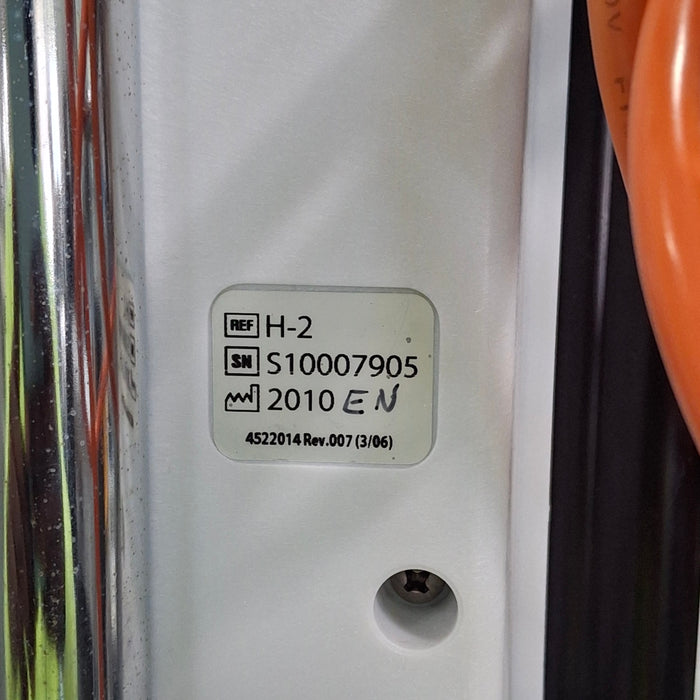 REF H-2
SN S10007905
2010 EN
4522014 Rev.007 (3/06)